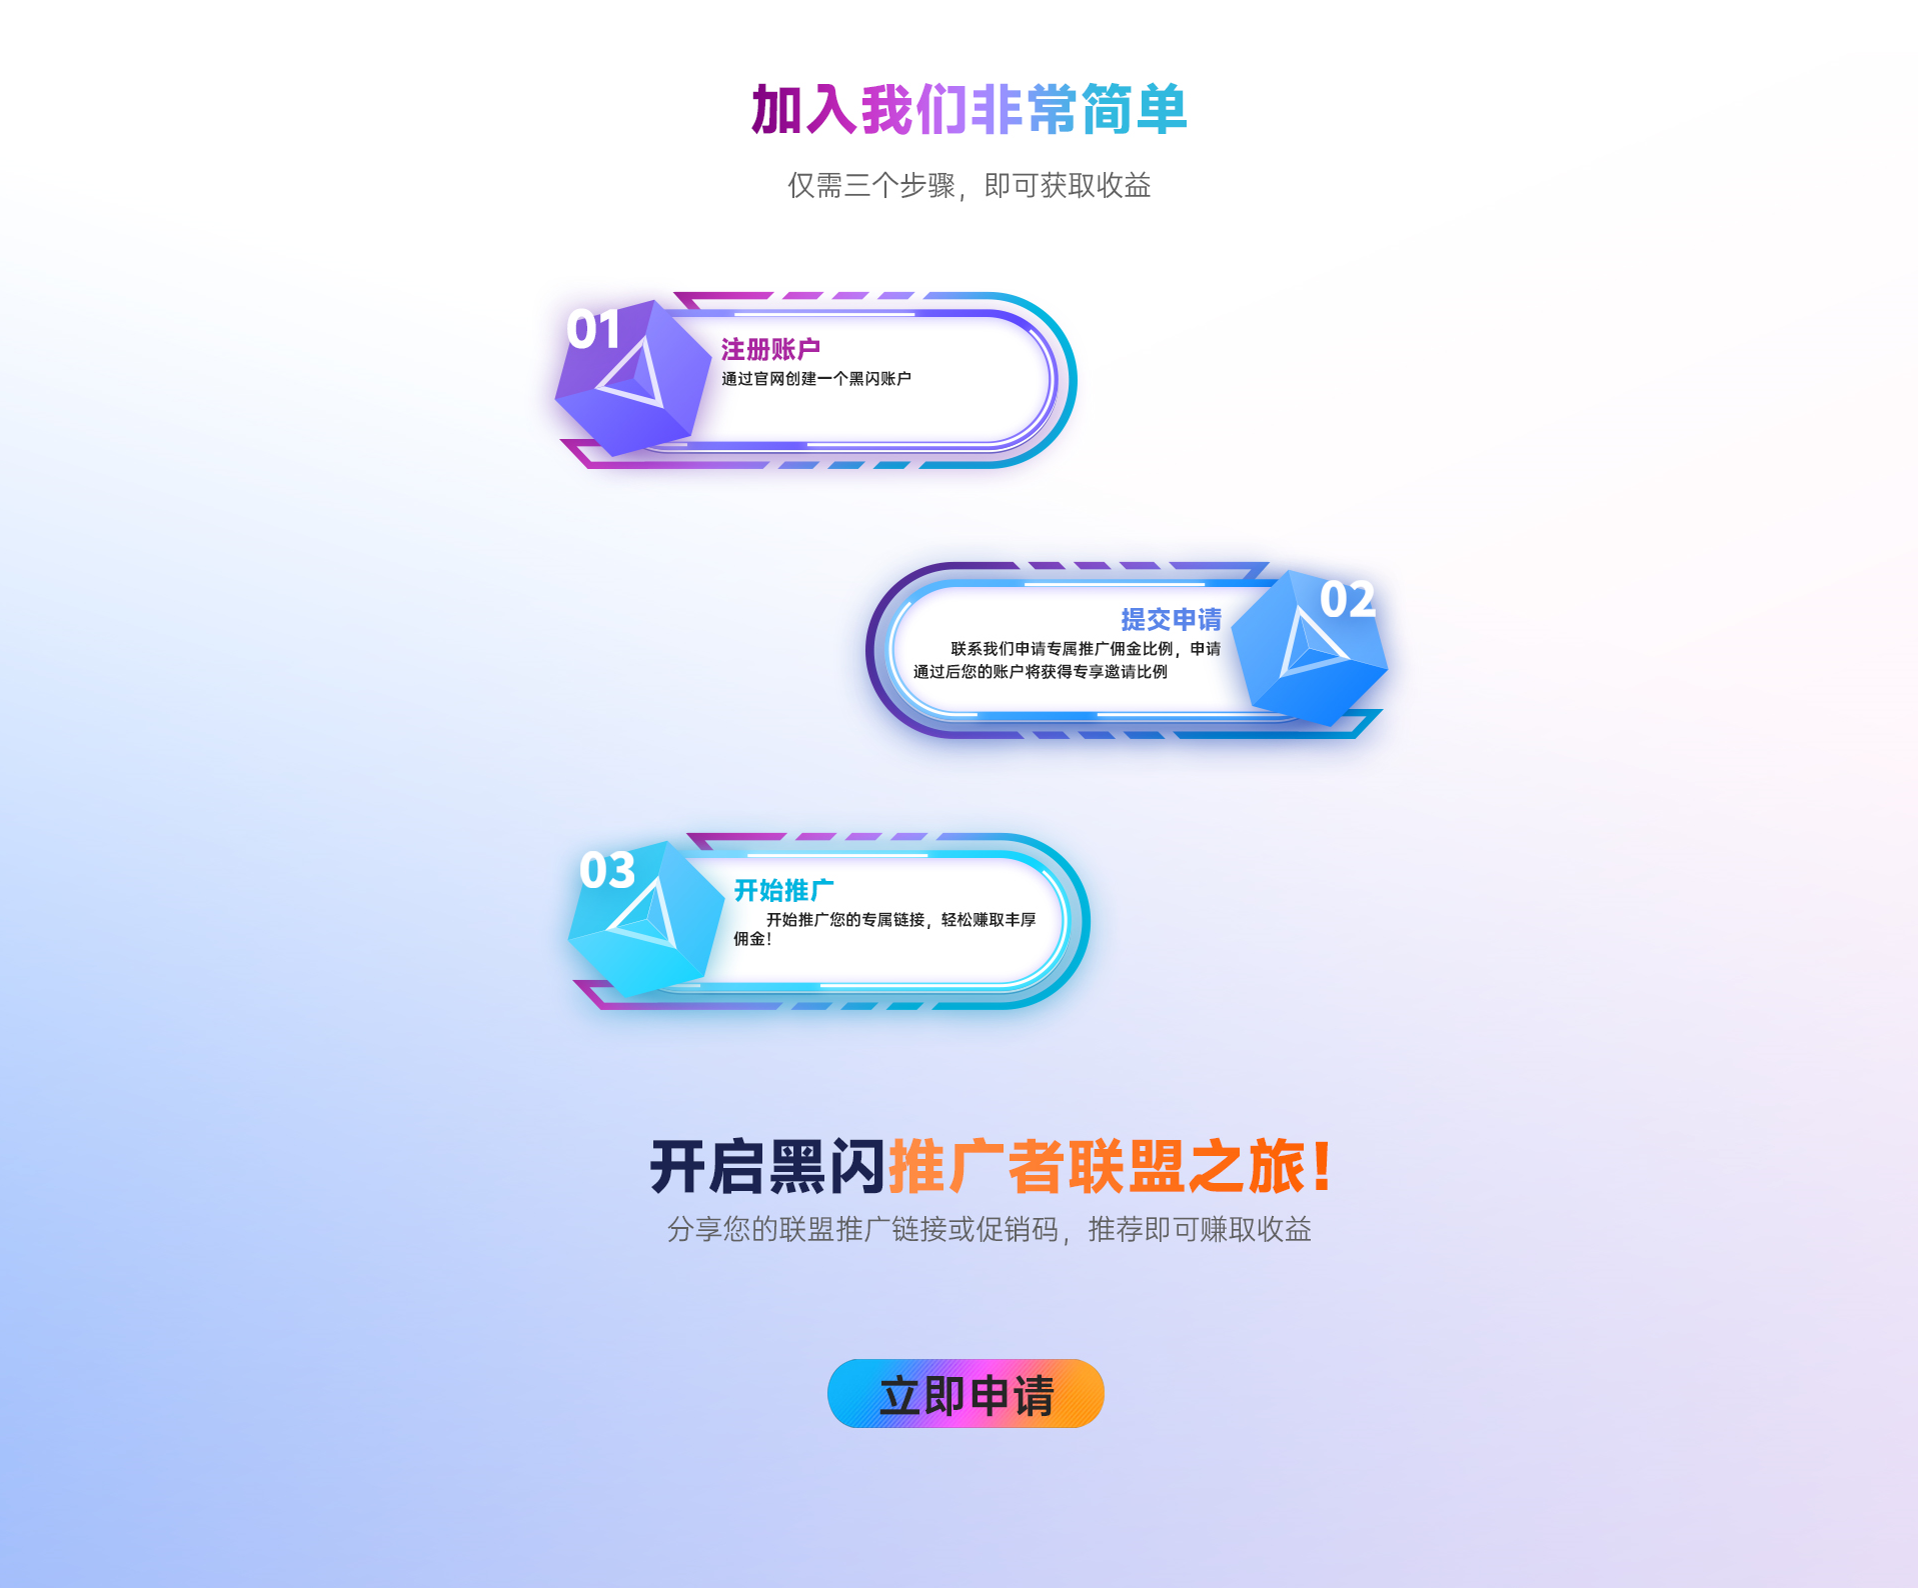 加入我们非常简单
仅需三个步骤，即可获取收益
01
注册账户
通过官网创建一个黑闪账户
02
提交申请
联系我们申请专属推广佣金比例，申请
通过后您的账户将获得专享邀请比例
03
开始推广
开始推广您的专属链接，轻松赚取丰厚
佣金！
开启黑闪推广者联盟之旅！
分享您的联盟推广链接或促销码，推荐即可赚取收益
立即申请